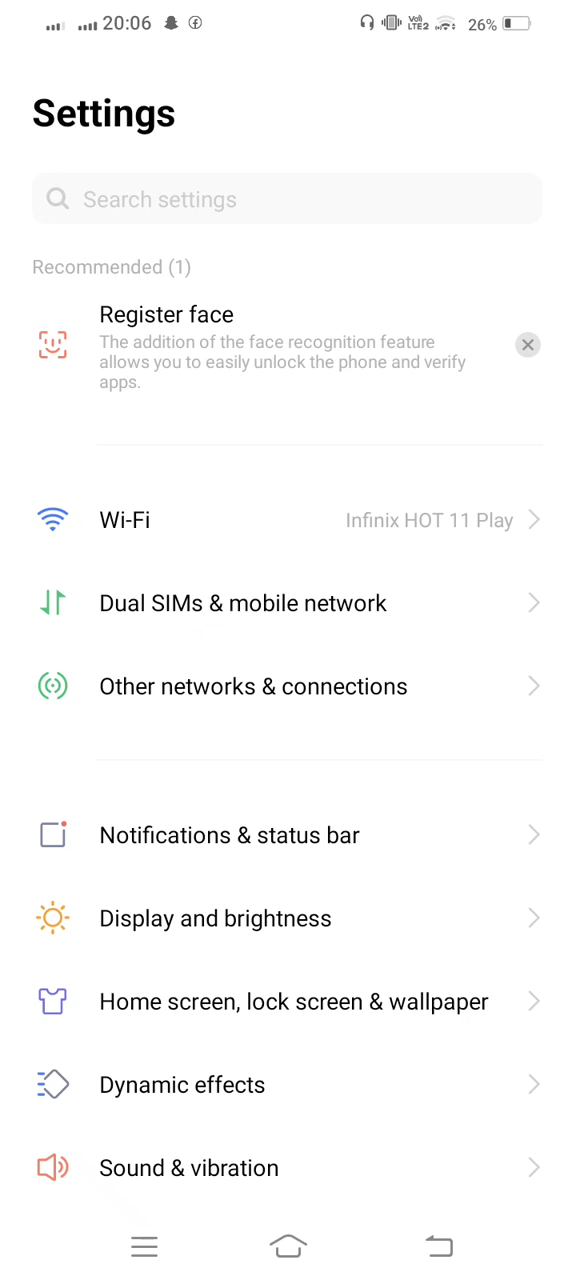 20:06 VoLTE2 26%
Settings
Search settings
Recommended (1)
Register face
The addition of the face recognition feature
allows you to easily unlock the phone and verify
apps.
Wi-Fi Infinix HOT 11 Play
Dual SIMs & mobile network
Other networks & connections
Notifications & status bar
Display and brightness
Home screen, lock screen & wallpaper
Dynamic effects
Sound & vibration